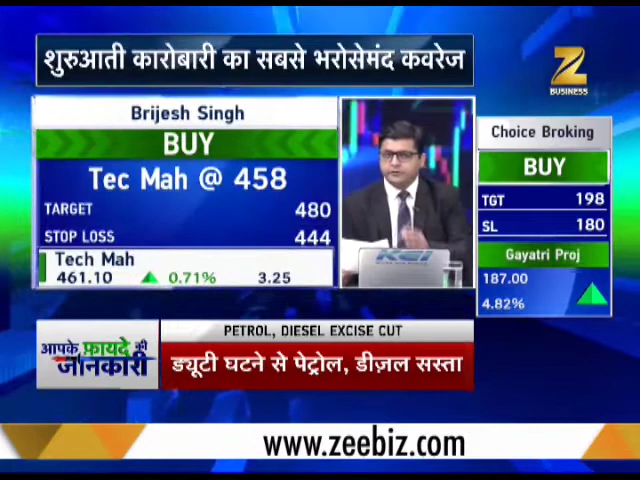 शुरुआती कारोबारी का सबसे भरोसेमंद कवरेज
Z
BUSINESS
Brijesh Singh
BUY
Tec Mah @ 458
TARGET 480
STOP LOSS 444
Tech Mah
461.10 0.71% 3.25
KCI
Choice Broking
BUY
TGT 198
SL 180
Gayatri Proj
187.00
4.82%
आपके फ़ायदे की
जानकारी
PETROL, DIESEL EXCISE CUT
ड्यूटी घटने से पेट्रोल, डीज़ल सस्ता
www.zeebiz.com